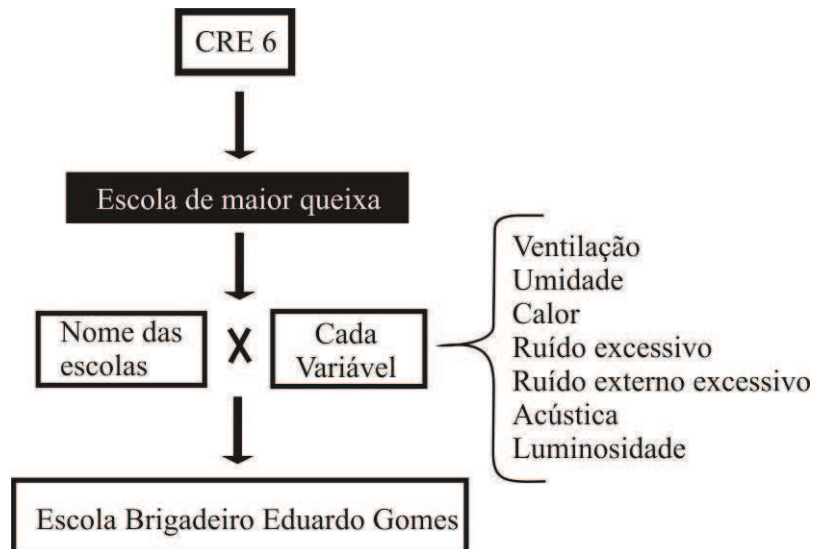 CRE 6
Escola de maior queixa
Nome das
escolas
X
Cada
Variável
Ventilação
Umidade
Calor
Ruído excessivo
Ruído externo excessivo
Acústica
Luminosidade
Escola Brigadeiro Eduardo Gomes